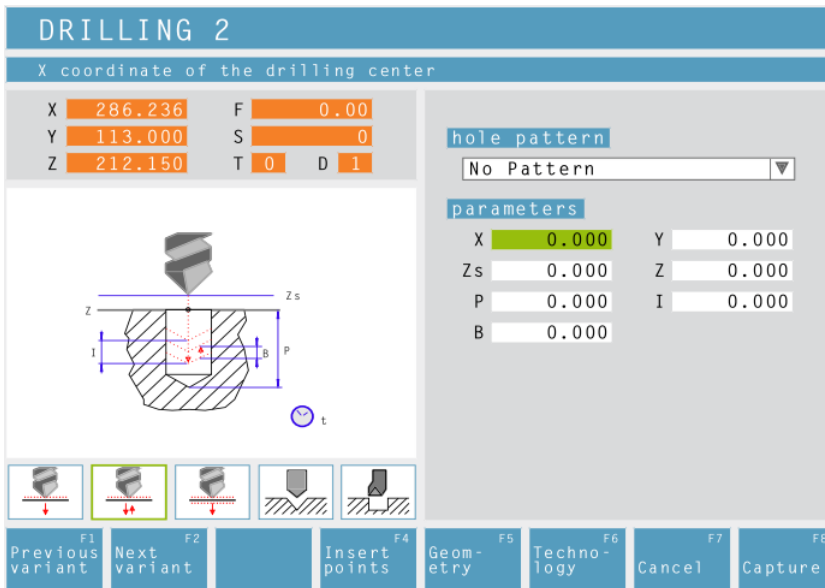 DRILLING 2
X coordinate of the drilling center
X 286.236 F 0.00
Y 113.000 S 0
Z 212.150 T 0 D 1
hole pattern
No Pattern
parameters
X 0.000 Y 0.000
Zs 0.000 Z 0.000
P 0.000 I 0.000
B 0.000
Zs
Z
I
B
P
t
F1
Previous
variant
F2
Next
variant
F4
Insert
points
F5
Geom-
etry
F6
Techno-
logy
F7
Cancel
F8
Capture